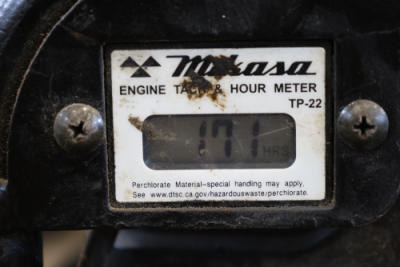 Mikasa
ENGINE TACH & HOUR METER
TP-22
171 HRS
Perchlorate Material-special handling may apply.
See www.dtsc.ca.gov/hazardouswaste/perchlorate.